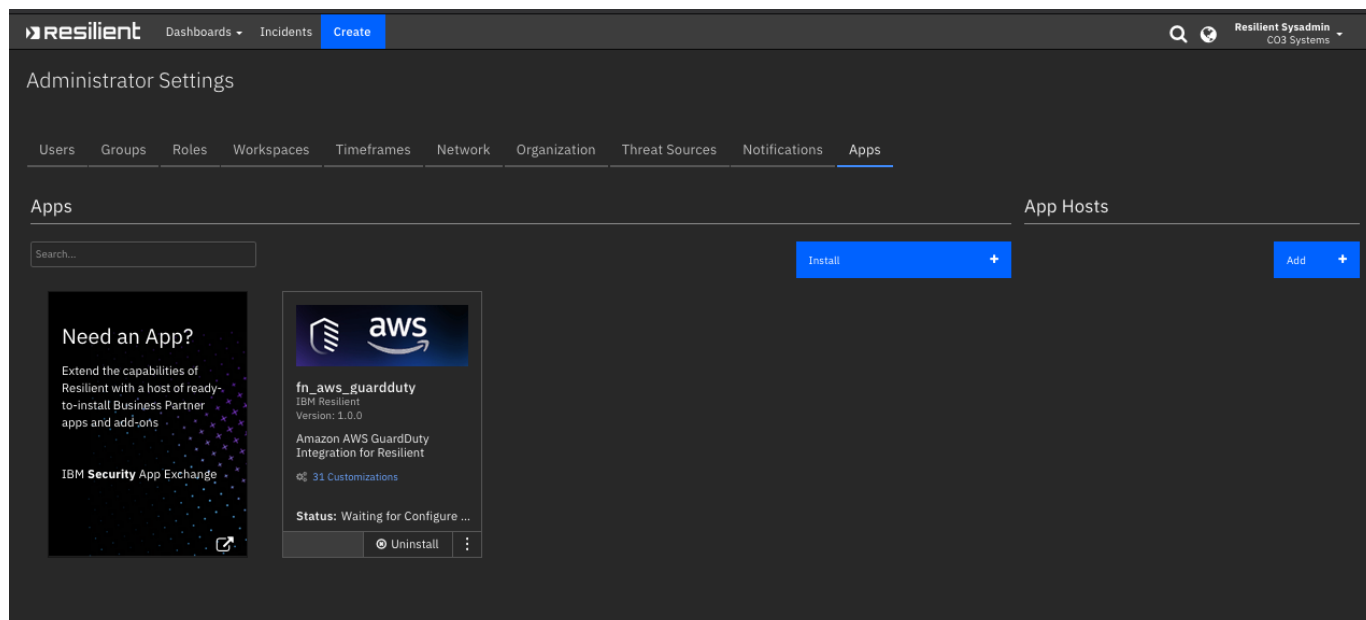 Resilient Dashboards Incidents Create Resilient Sysadmin
CO3 Systems
Administrator Settings
Users Groups Roles Workspaces Timeframes Network Organization Threat Sources Notifications Apps
Apps
App Hosts
Search...
Install +
Add +
Need an App?
Extend the capabilities of
Resilient with a host of ready-
to-install Business Partner
apps and add-ons
IBM Security App Exchange
aws
fn_aws_guardduty
IBM Resilient
Version: 1.0.0
Amazon AWS GuardDuty
Integration for Resilient
31 Customizations
Status: Waiting for Configure ...
Uninstall